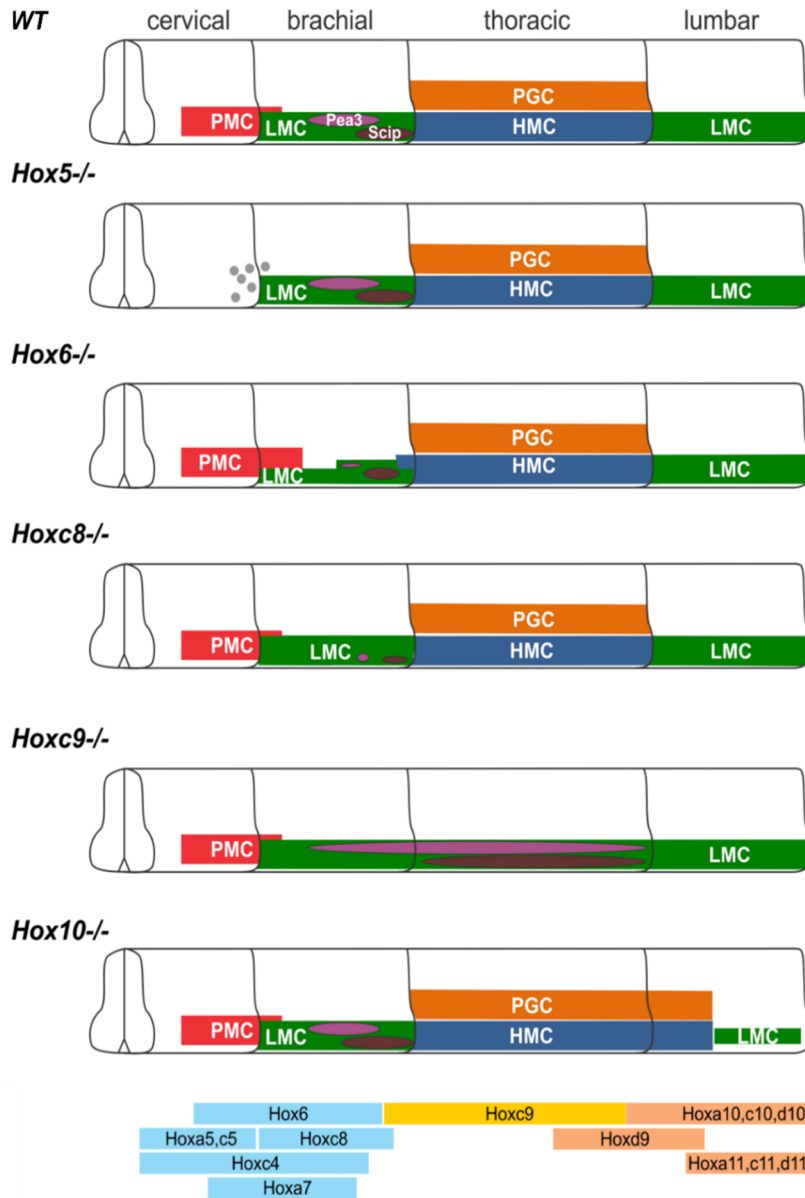 WT cervical brachial thoracic lumbar
PGC
PMC LMC Pea3 Scip HMC LMC
Hox5-/-
PGC
LMC HMC LMC
Hox6-/-
PGC
PMC LMC HMC LMC
Hoxc8-/-
PGC
PMC LMC HMC LMC
Hoxc9-/-
PMC LMC
Hox10-/-
PGC
PMC LMC HMC LMC
Hox6 Hoxc9 Hoxa10,c10,d10
Hoxa5,c5 Hoxc8 Hoxd9
Hoxc4 Hoxa11,c11,d11
Hoxa7